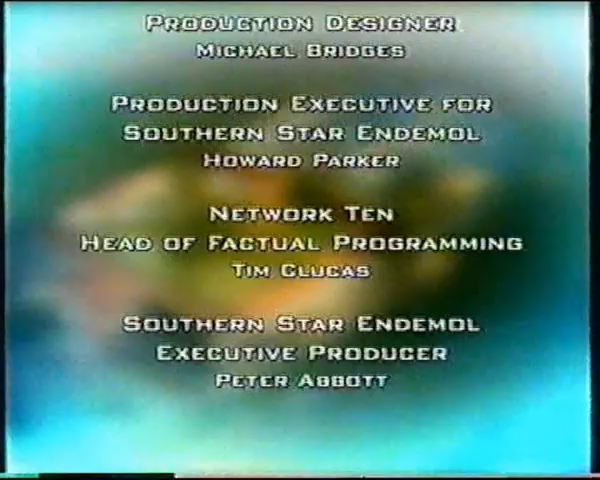 Production Designer
Michael Bridges
Production Executive for
Southern Star Endemol
Howard Parker
Network Ten
Head of Factual Programming
Tim Clucas
Southern Star Endemol
Executive Producer
Peter Abbott